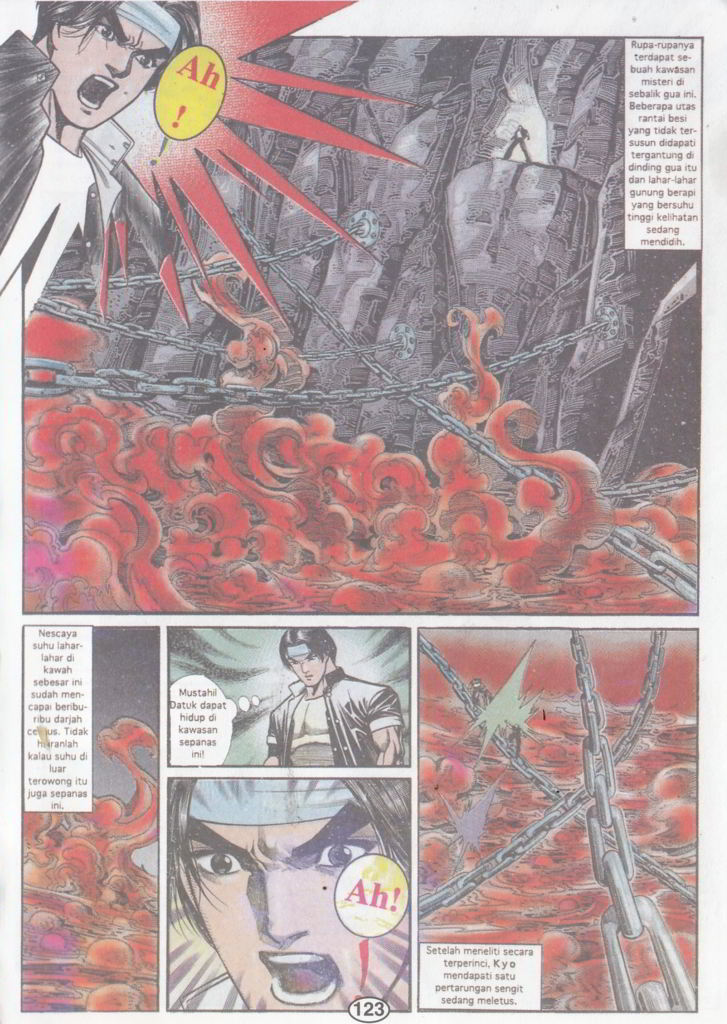 Ah
!
Rupa-rupanya
terdapat se-
buah kawasan
misteri di
sebalik gua ini.
Beberapa utas
rantai besi
yang tidak ter-
susun didapati
tergantung di
dinding gua itu
dan lahar-lahar
gunung berapi
yang bersuhu
tinggi kelihatan
sedang
mendidih.
Nescaya
suhu lahar-
lahar di
kawah
sebesar ini
sudah men-
capai beribu-
ribu darjah
Tidak
kalau suhu di
luar
terowong itu
juga sepanas
ini.
Mustahil
Datuk dapat
hidup di
kawasan
sepanas
ini!
Ah!
Setelah meneliti secara
terperinci, Kyo
mendapati satu
pertarungan sengit
sedang meletus.
123